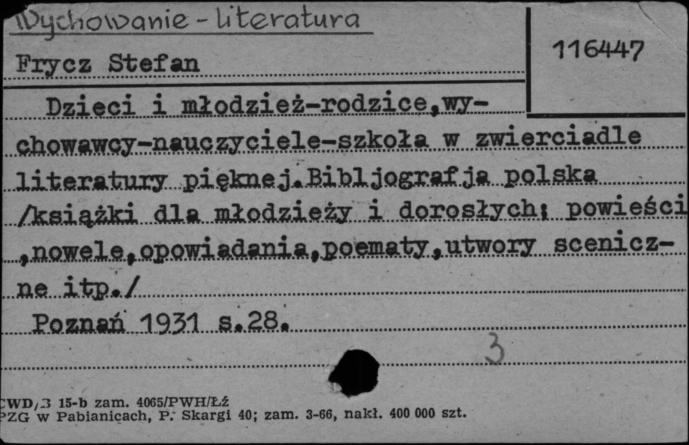 Wychowanie - literatura
Frycz Stefan
116447
Dzieci i młodzież-rodzice,wy-
chowawcy-nauczyciele-szkoła w zwierciadle
literatury pięknej.Bibljografja polska
/książki dla młodzieży i dorosłych; powieści
,nowele,opowiadania,poematy,utwory scenicz-
ne itp./
Poznań 1931 s.28.
3
CWD/3 15-b zam. 4065/PWH/Łź
PZG w Pabianicach, P. Skargi 40; zam. 3-66, nakł. 400 000 szt.